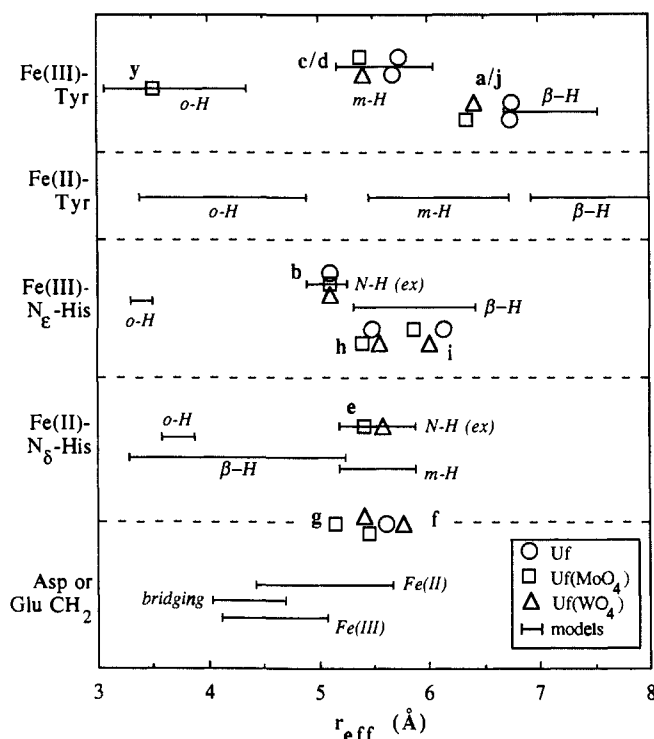 Fe(III)-
Tyr
y
o-H
c/d
m-H
a/j
β-H
Fe(II)-
Tyr
o-H
m-H
β-H
Fe(III)-
Nε-His
o-H
b
N-H (ex)
β-H
h
i
Fe(II)-
Nδ-His
o-H
e
N-H (ex)
β-H
m-H
g
f
Asp or
Glu CH2
Fe(II)
bridging
Fe(III)
Uf
Uf(MoO4)
Uf(WO4)
models
3 4 5 6 7 8
reff (Å)